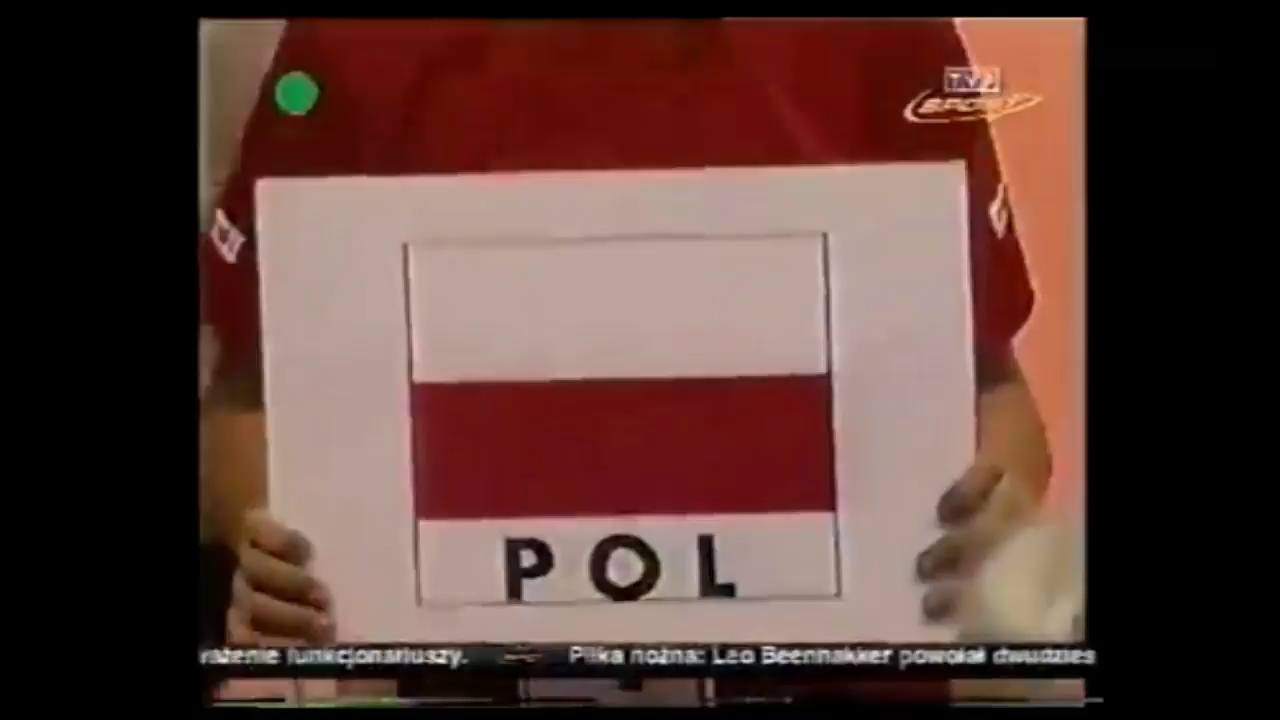 TVP
SPORT
POL
rażenie funkcjonariuszy. Piłka nożna: Leo Beenhakker powołał dwudzies